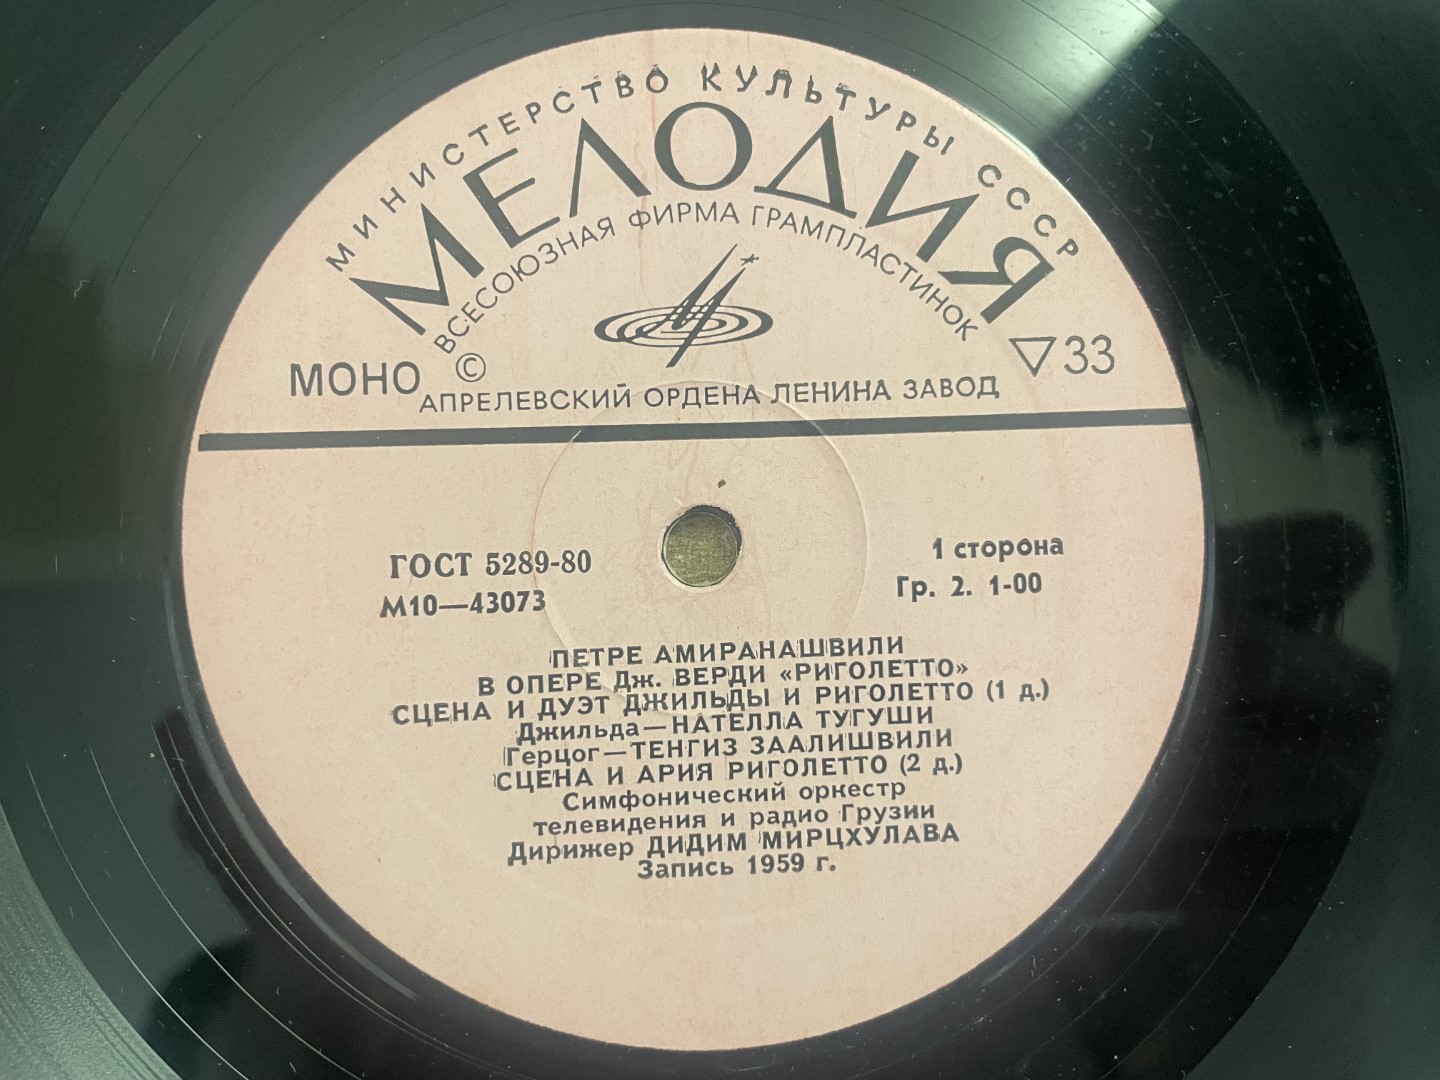 МИНИСТЕРСТВО КУЛЬТУРЫ СССР
МЕЛОДИЯ
ВСЕСОЮЗНАЯ ФИРМА ГРАМПЛАСТИНОК
МОНО © ▽33
АПРЕЛЕВСКИЙ ОРДЕНА ЛЕНИНА ЗАВОД
ГОСТ 5289-80
М10—43073
1 сторона
Гр. 2. 1-00
ПЕТРЕ АМИРАНАШВИЛИ
В ОПЕРЕ Дж. ВЕРДИ «РИГОЛЕТТО»
СЦЕНА И ДУЭТ ДЖИЛЬДЫ И РИГОЛЕТТО (1 д.)
Джильда—НАТЕЛЛА ТУГУШИ
Герцог—ТЕНГИЗ ЗААЛИШВИЛИ
СЦЕНА И АРИЯ РИГОЛЕТТО (2 д.)
Симфонический оркестр
телевидения и радио Грузии
Дирижер ДИДИМ МИРЦХУЛАВА
Запись 1959 г.